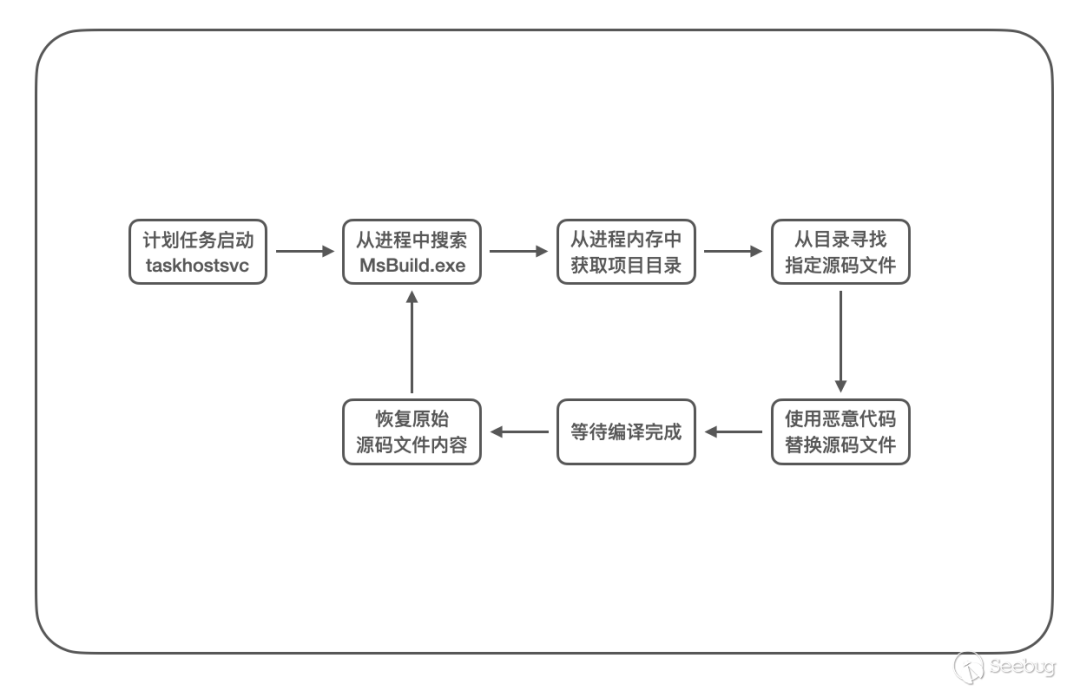 计划任务启动
taskhostsvc
从进程中搜索
MsBuild.exe
从进程内存中
获取项目目录
从目录寻找
指定源码文件
使用恶意代码
替换源码文件
等待编译完成
恢复原始
源码文件内容
Seebug